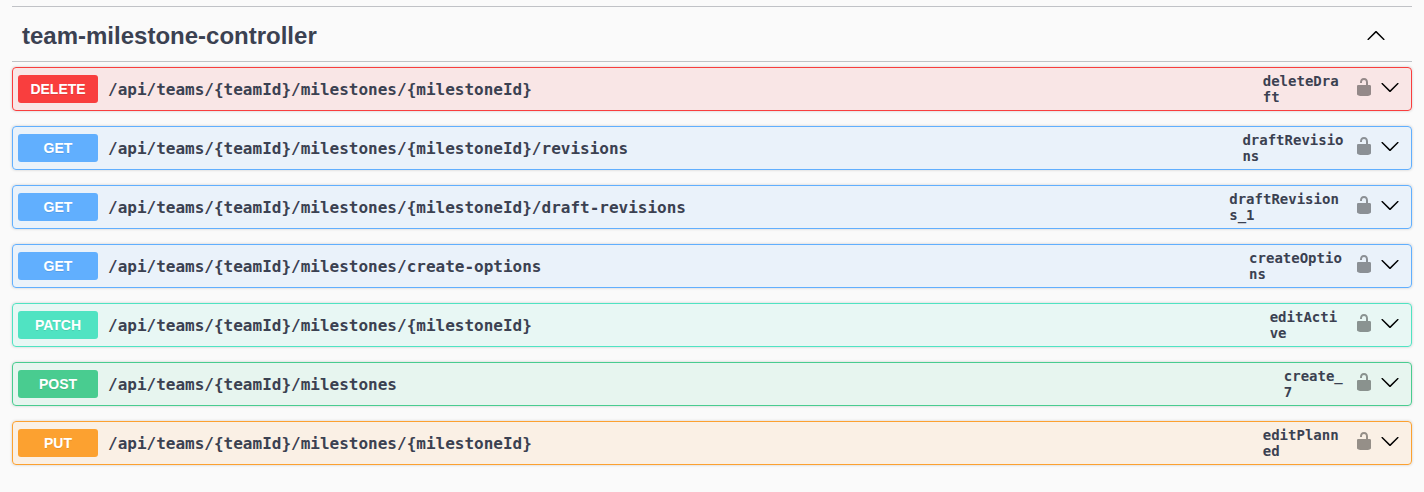 team-milestone-controller
DELETE /api/teams/{teamId}/milestones/{milestoneId} deleteDra
ft
GET /api/teams/{teamId}/milestones/{milestoneId}/revisions draftRevisio
ns
GET /api/teams/{teamId}/milestones/{milestoneId}/draft-revisions draftRevision
s_1
GET /api/teams/{teamId}/milestones/create-options createOptio
ns
PATCH /api/teams/{teamId}/milestones/{milestoneId} editActi
ve
POST /api/teams/{teamId}/milestones create_
7
PUT /api/teams/{teamId}/milestones/{milestoneId} editPlann
ed